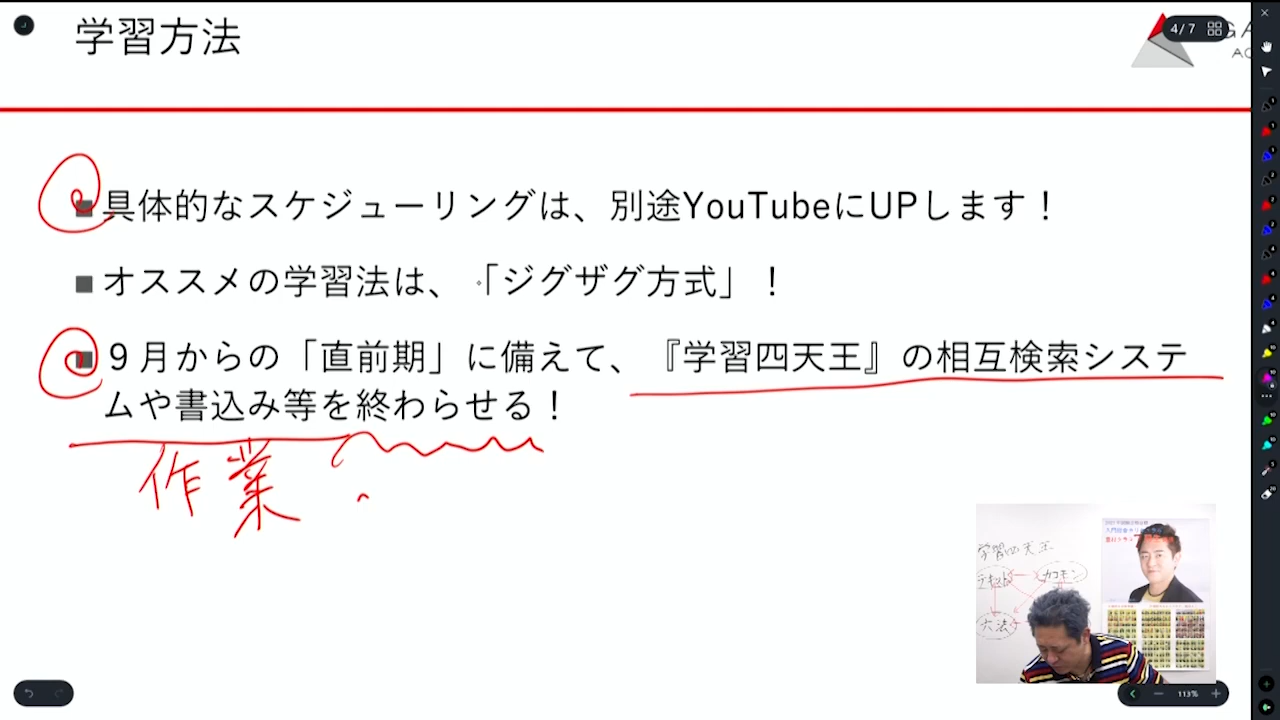 学習方法
4/7
■ 具体的なスケジューリングは、別途YouTubeにUPします！
■ オススメの学習法は、「ジグザグ方式」！
■ ９月からの「直前期」に備えて、『学習四天王』の相互検索システ
ムや書込み等を終わらせる！
作業
学習四天王
テキスト
カコモン
六法
113%